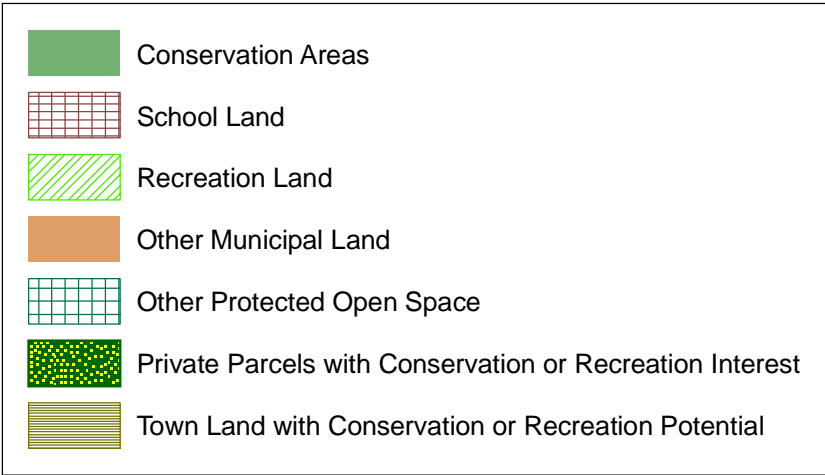 Conservation Areas
School Land
Recreation Land
Other Municipal Land
Other Protected Open Space
Private Parcels with Conservation or Recreation Interest
Town Land with Conservation or Recreation Potential